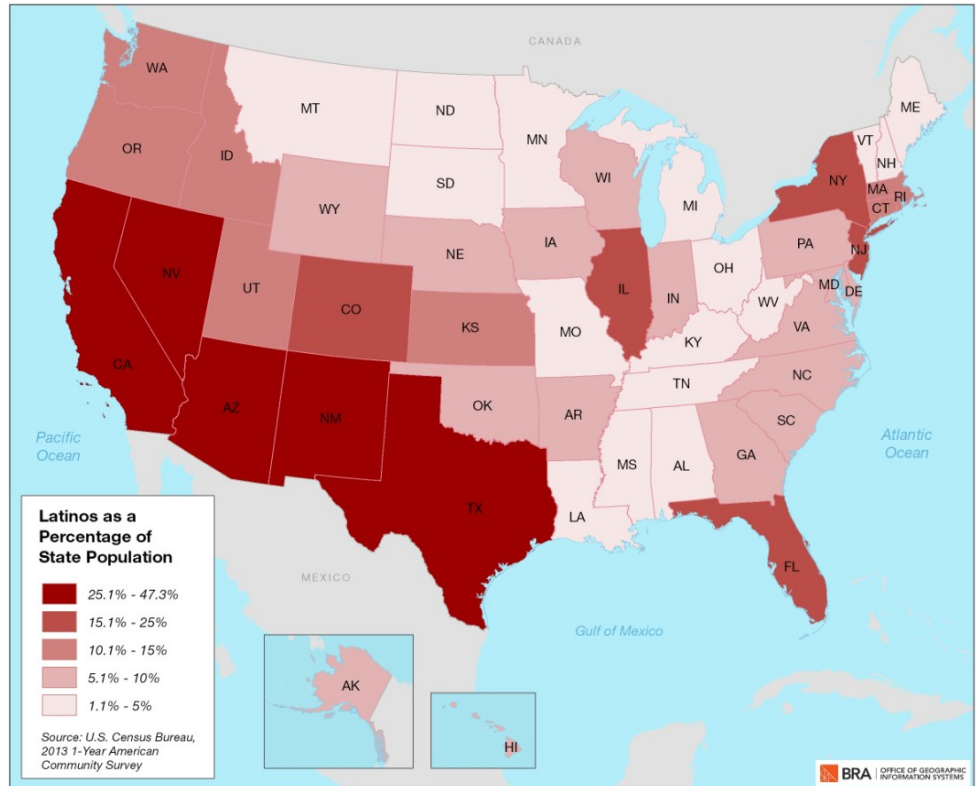 CANADA
WA
MT
ND
MN
ME
VT
NH
OR
ID
SD
WI
MI
NY
MA
RI
CT
WY
IA
NE
PA
NJ
NV
UT
CO
IL
IN
OH
MD
DE
WV
KS
MO
KY
VA
CA
AZ
NM
OK
AR
TN
NC
SC
Pacific
Ocean
Atlantic
Ocean
MS
AL
GA
TX
LA
FL
MEXICO
Gulf of Mexico
AK
HI
Latinos as a
Percentage of
State Population
25.1% - 47.3%
15.1% - 25%
10.1% - 15%
5.1% - 10%
1.1% - 5%
Source: U.S. Census Bureau,
2013 1-Year American
Community Survey
BRA
OFFICE OF GEOGRAPHIC
INFORMATION SYSTEMS